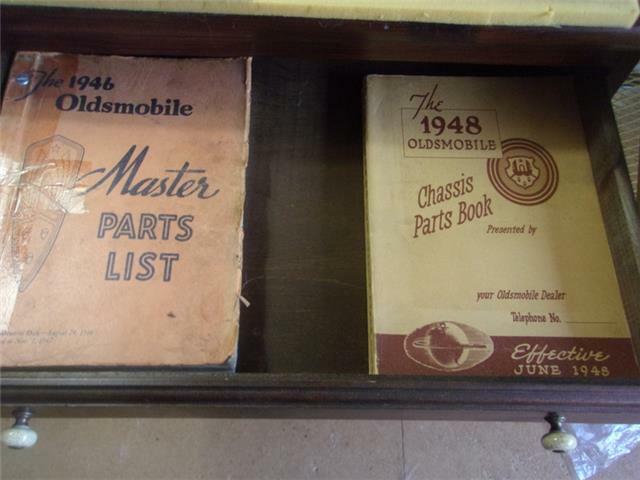 The 1946
Oldsmobile
Master
PARTS
LIST
The
1948
OLDSMOBILE
Chassis
Parts Book
Presented by
your Oldsmobile Dealer
Telephone No.
Effective
JUNE 1948